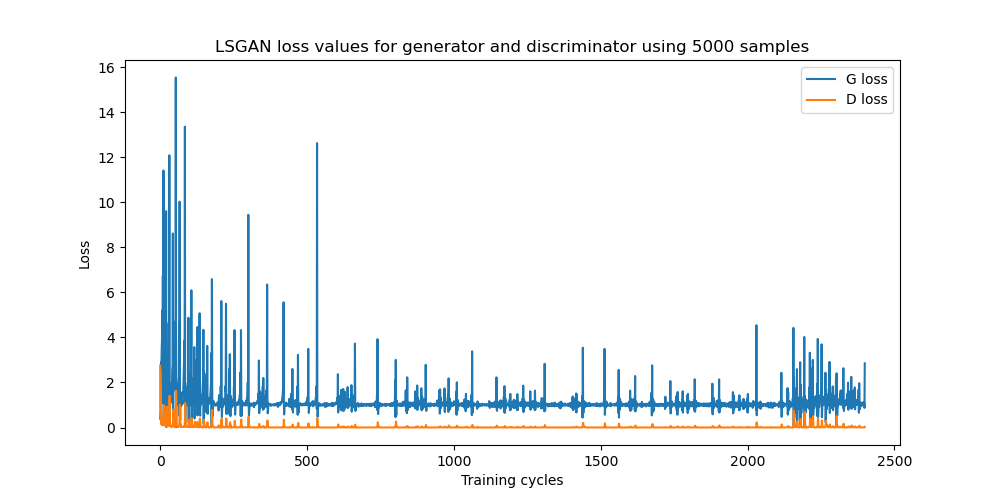 LSGAN loss values for generator and discriminator using 5000 samples
G loss
D loss
Loss
16
14
12
10
8
6
4
2
0
0 500 1000 1500 2000 2500
Training cycles